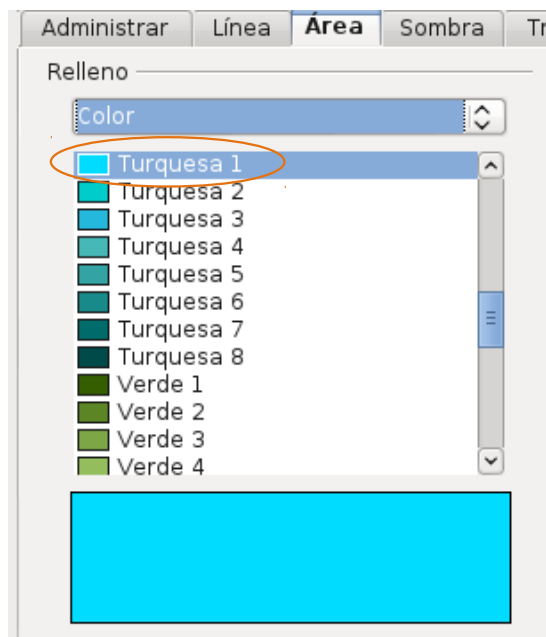 Administrar Línea Área Sombra Tr
Relleno
Color
Turquesa 1
Turquesa 2
Turquesa 3
Turquesa 4
Turquesa 5
Turquesa 6
Turquesa 7
Turquesa 8
Verde 1
Verde 2
Verde 3
Verde 4